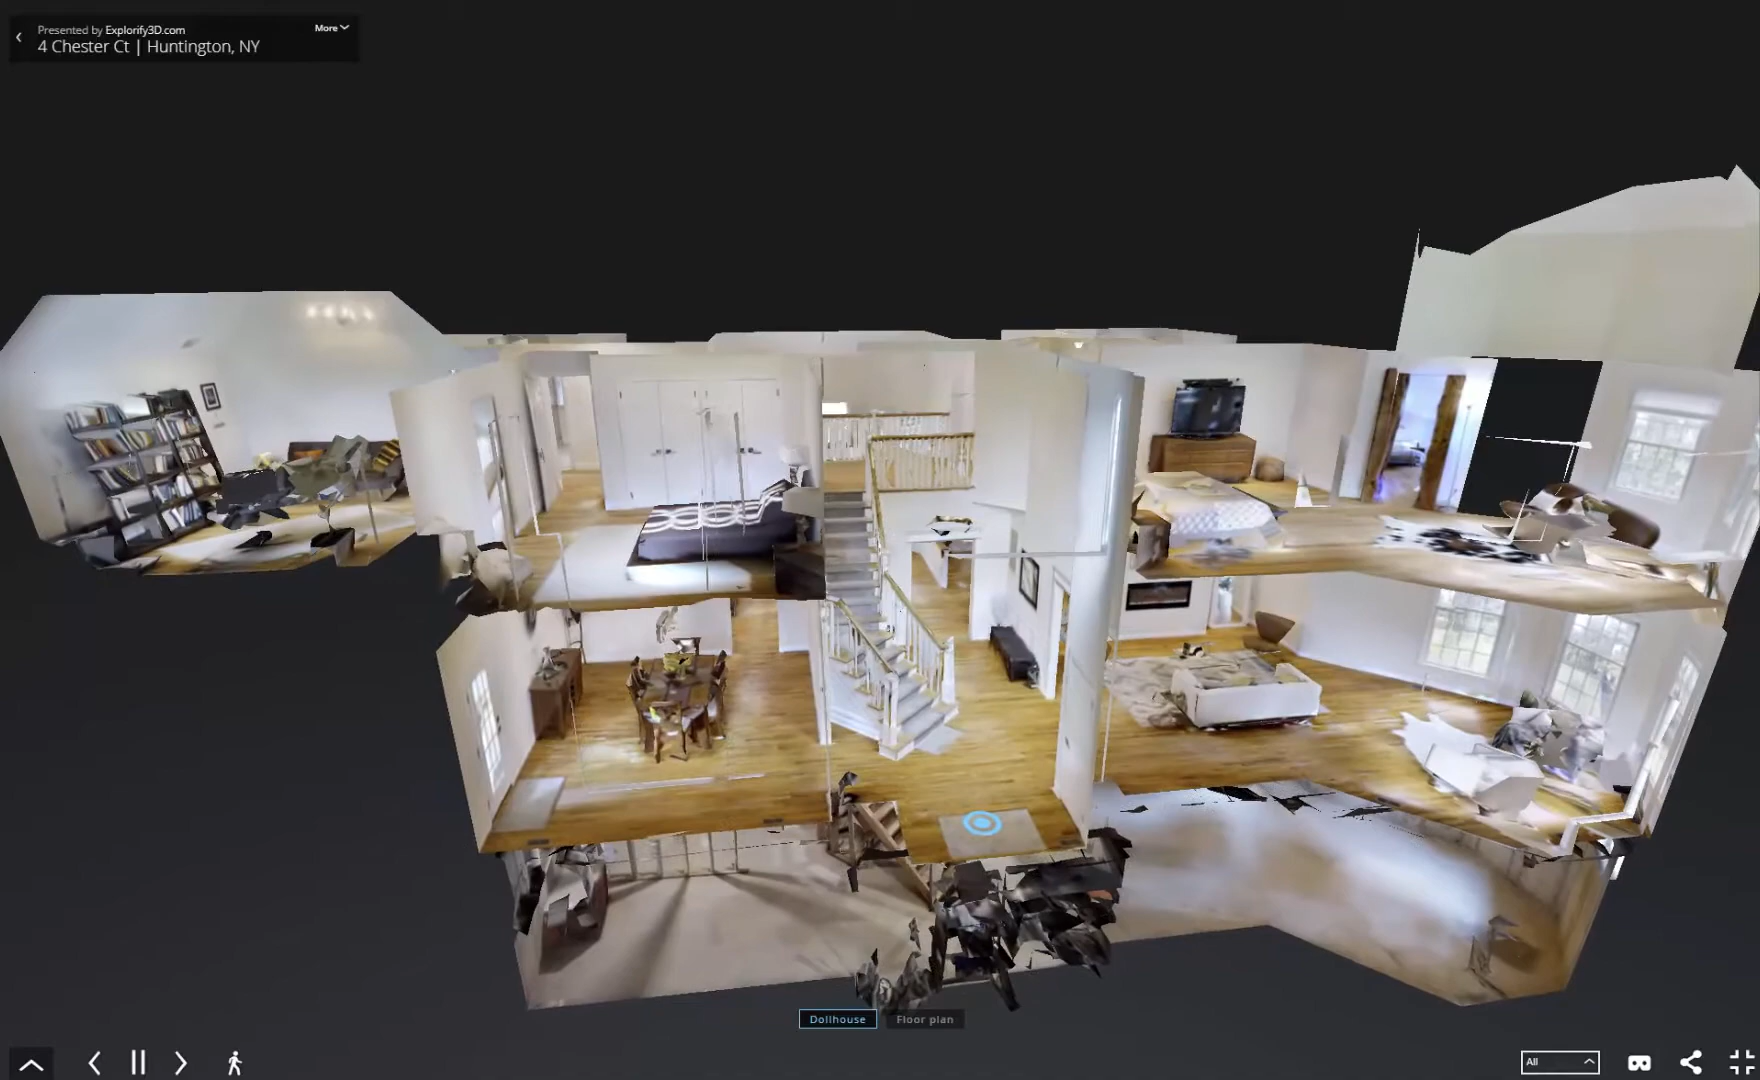 Presented by Explorify3D.com
More
4 Chester Ct | Huntington, NY
Dollhouse
Floor plan
All